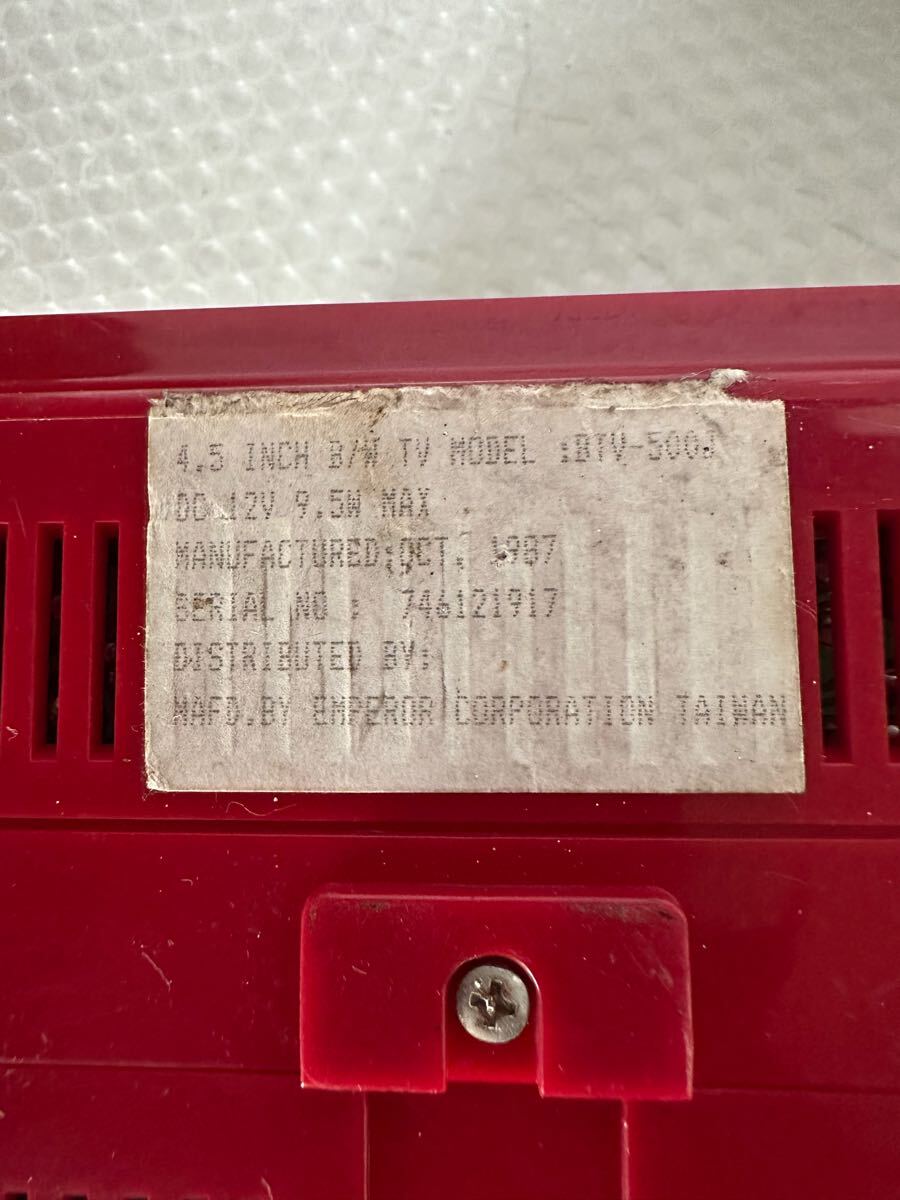 4.5 INCH B/W TV MODEL :BTV-500J
DC 12V 9.5W MAX
MANUFACTURED:OCT. 1987
SERIAL NO : 746121917
DISTRIBUTED BY:
MAFD.BY EMPEROR CORPORATION TAIWAN